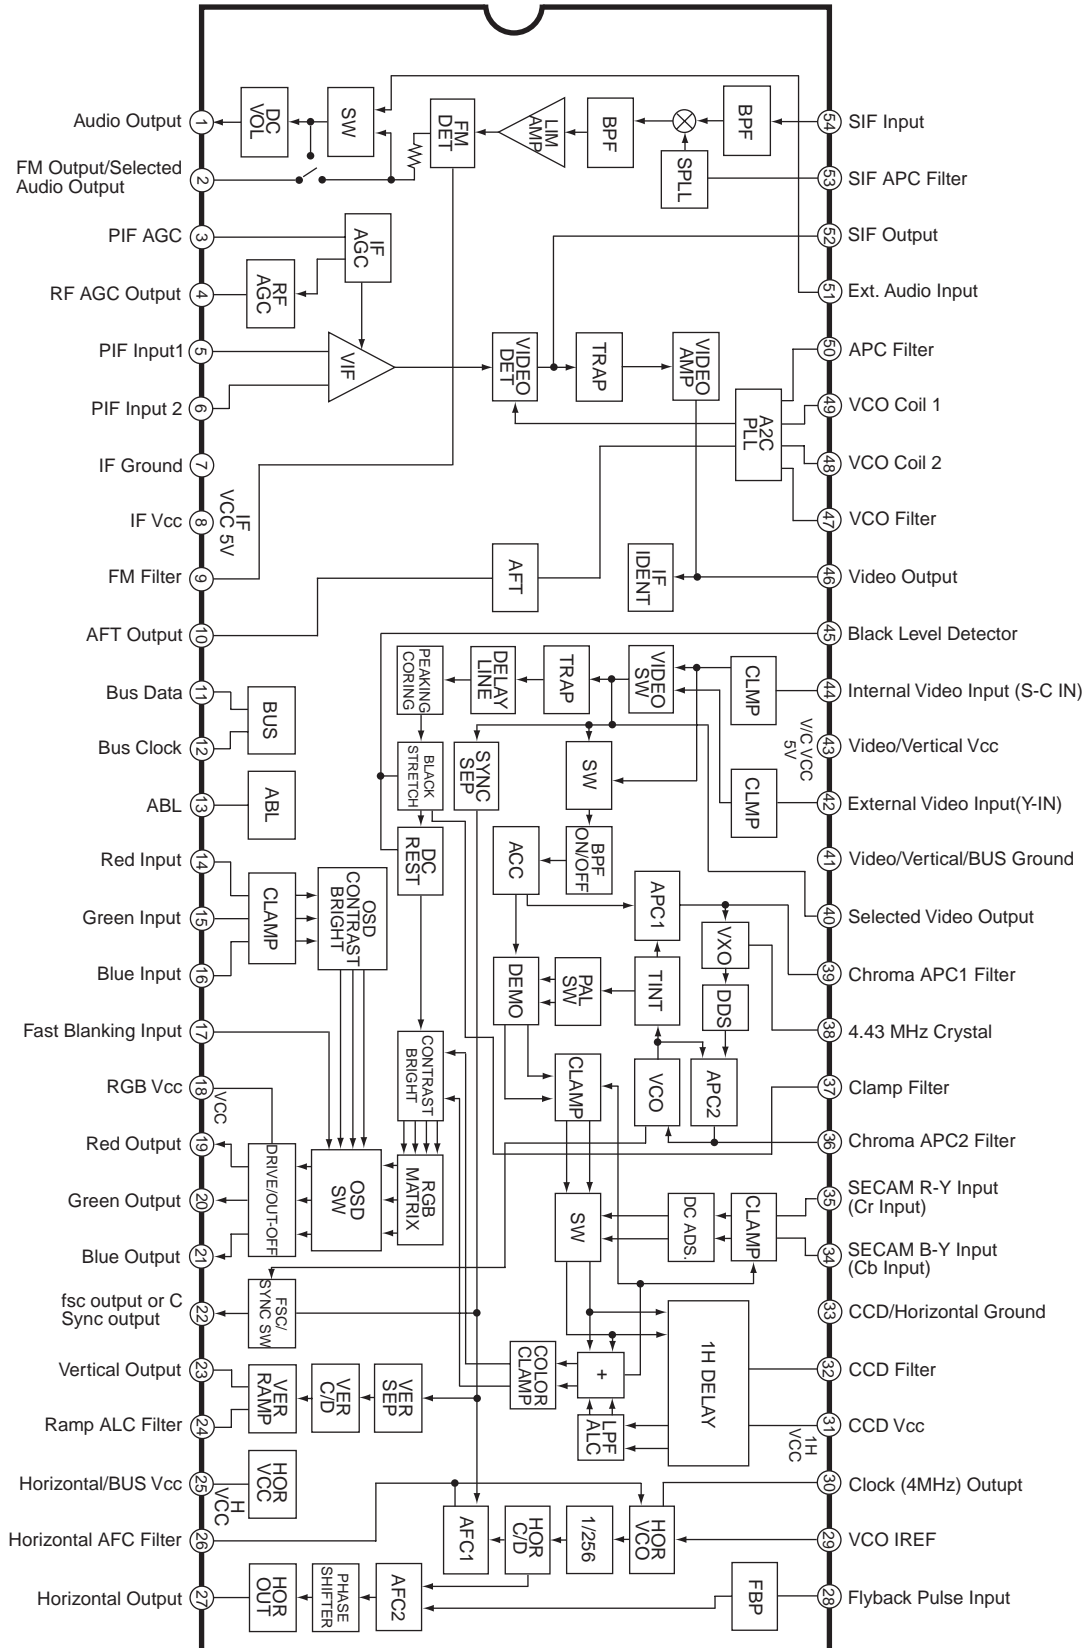 Audio Output
1
FM Output/Selected
Audio Output
2
PIF AGC
3
RF AGC Output
4
PIF Input1
5
PIF Input 2
6
IF Ground
7
IF Vcc
8
FM Filter
9
AFT Output
10
Bus Data
11
Bus Clock
12
ABL
13
Red Input
14
Green Input
15
Blue Input
16
Fast Blanking Input
17
RGB Vcc
18
Red Output
19
Green Output
20
Blue Output
21
fsc output or C
Sync output
22
Vertical Output
23
Ramp ALC Filter
24
Horizontal/BUS Vcc
25
Horizontal AFC Filter
26
Horizontal Output
27
DC
VOL
SW
FM
DET
LIM
AMP
BPF
BPF
SPLL
IF
AGC
RF
AGC
VIF
VIDEO
DET
TRAP
VIDEO
AMP
A2C
PLL
IF
VCC 5V
AFT
IF
IDENT
BUS
ABL
PEAKING
CORING
DELAY
LINE
TRAP
VIDEO
SW
CLMP
BLACK
STRETCH
SYNC
SEP
SW
CLMP
V/C VCC
5V
DC
REST
ACC
BPF
ON/OFF
CLAMP
OSD
CONTRAST
BRIGHT
APC1
VXO
DEMO
PAL
SW
TINT
DDS
CONTRAST
BRIGHT
CLAMP
VCO
APC2
VCC
DRIVE/OUT-OFF
OSD
SW
RGB
MATRIX
SW
DC ADS.
CLAMP
FSC/
SYNC SW
COLOR
CLAMP
+
1H DELAY
LPF
ALC
1H
VCC
VER
RAMP
VER
C/D
VER
SEP
HOR
VCC
H
VCC
AFC1
HOR
C/D
1/256
HOR
VCO
HOR
OUT
PHASE
SHIFTER
AFC2
FBP
54
SIF Input
53
SIF APC Filter
52
SIF Output
51
Ext. Audio Input
50
APC Filter
49
VCO Coil 1
48
VCO Coil 2
47
VCO Filter
46
Video Output
45
Black Level Detector
44
Internal Video Input (S-C IN)
43
Video/Vertical Vcc
42
External Video Input(Y-IN)
41
Video/Vertical/BUS Ground
40
Selected Video Output
39
Chroma APC1 Filter
38
4.43 MHz Crystal
37
Clamp Filter
36
Chroma APC2 Filter
35
SECAM R-Y Input
(Cr Input)
34
SECAM B-Y Input
(Cb Input)
33
CCD/Horizontal Ground
32
CCD Filter
31
CCD Vcc
30
Clock (4MHz) Outupt
29
VCO IREF
28
Flyback Pulse Input